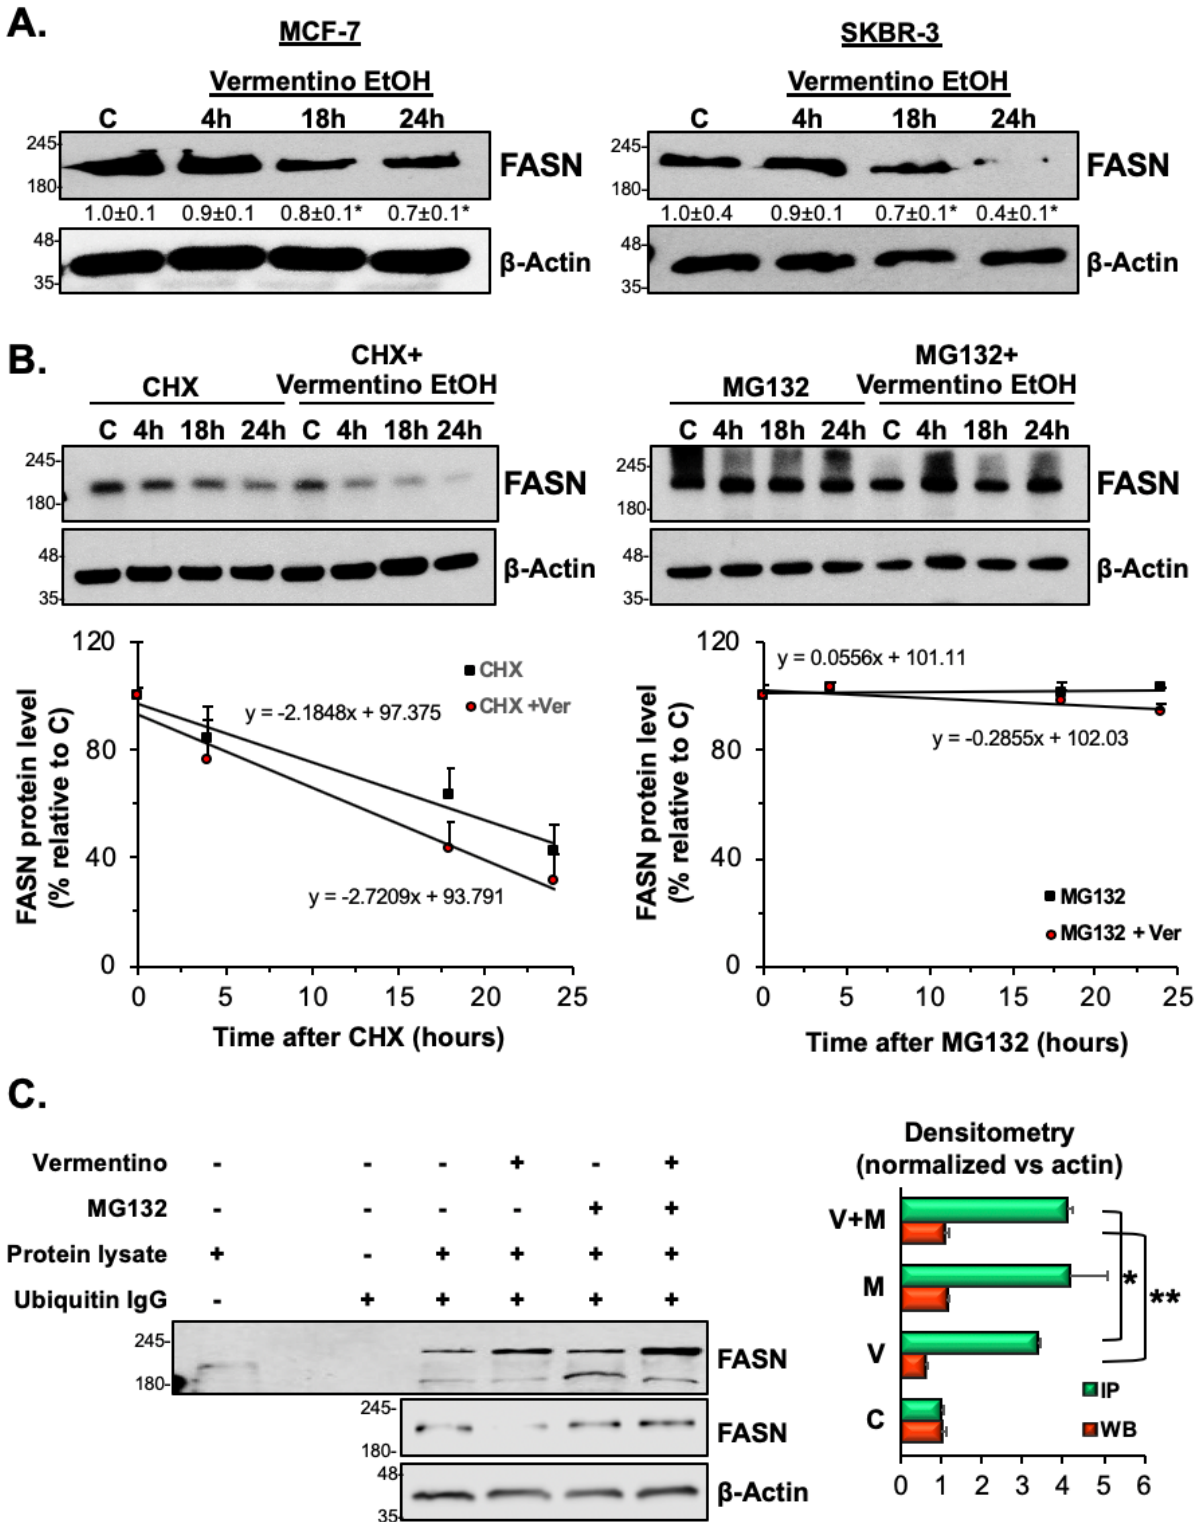 A.
MCF-7
Vermentino EtOH
C 4h 18h 24h
245-
180-
FASN
1.0±0.1 0.9±0.1 0.8±0.1* 0.7±0.1*
48-
35-
β-Actin
SKBR-3
Vermentino EtOH
C 4h 18h 24h
245-
180-
FASN
1.0±0.4 0.9±0.1 0.7±0.1* 0.4±0.1*
48-
35-
β-Actin
B.
CHX
CHX+
Vermentino EtOH
C 4h 18h 24h C 4h 18h 24h
245-
180-
FASN
48-
35-
β-Actin
MG132
MG132+
Vermentino EtOH
C 4h 18h 24h C 4h 18h 24h
245-
180-
FASN
48-
35-
β-Actin
FASN protein level
(% relative to C)
120
80
40
0
0 5 10 15 20 25
Time after CHX (hours)
CHX
CHX +Ver
y = -2.1848x + 97.375
y = -2.7209x + 93.791
FASN protein level
(% relative to C)
120
80
40
0
0 5 10 15 20 25
Time after MG132 (hours)
y = 0.0556x + 101.11
y = -0.2855x + 102.03
MG132
MG132 + Ver
C.
Vermentino - - - + - +
MG132 - - - - + +
Protein lysate + - + + + +
Ubiquitin IgG - + + + + +
245-
180-
FASN
245-
180-
FASN
48-
35-
β-Actin
Densitometry
(normalized vs actin)
V+M
M
V
C
*
**
IP
WB
0 1 2 3 4 5 6